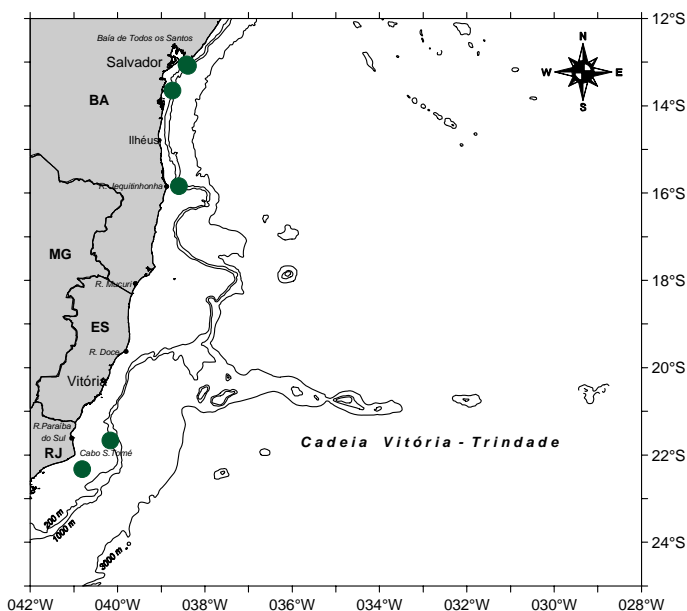 12°S
Baía de Todos os Santos
N
Salvador
W
E
S
BA
14°S
Ilhéus
R. Jequitinhonha
16°S
MG
R. Mucuri
18°S
ES
R. Doce
20°S
Vitória
R.Paraíba
do Sul
Cadeia Vitória - Trindade
RJ
Cabo S.Tomé
22°S
200 m
1000 m
3000 m
24°S
042°W
040°W
038°W
036°W
034°W
032°W
030°W
028°W